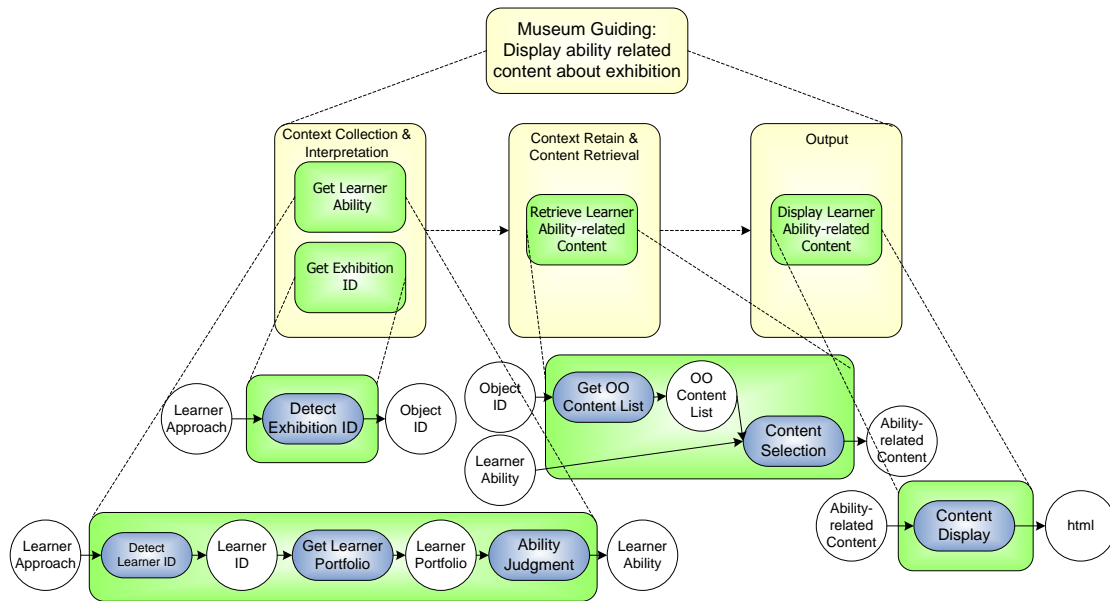 Museum Guiding:
Display ability related
content about exhibition
Context Collection &
Interpretation
Get Learner
Ability
Get Exhibition
ID
Context Retain &
Content Retrieval
Retrieve Learner
Ability-related
Content
Output
Display Learner
Ability-related
Content
Learner
Approach
Detect
Exhibition ID
Object
ID
Object
ID
Get OO
Content List
OO
Content
List
Learner
Ability
Content
Selection
Ability-
related
Content
Learner
Approach
Detect
Learner ID
Learner
ID
Get Learner
Portfolio
Learner
Portfolio
Ability
Judgment
Learner
Ability
Ability-
related
Content
Content
Display
html